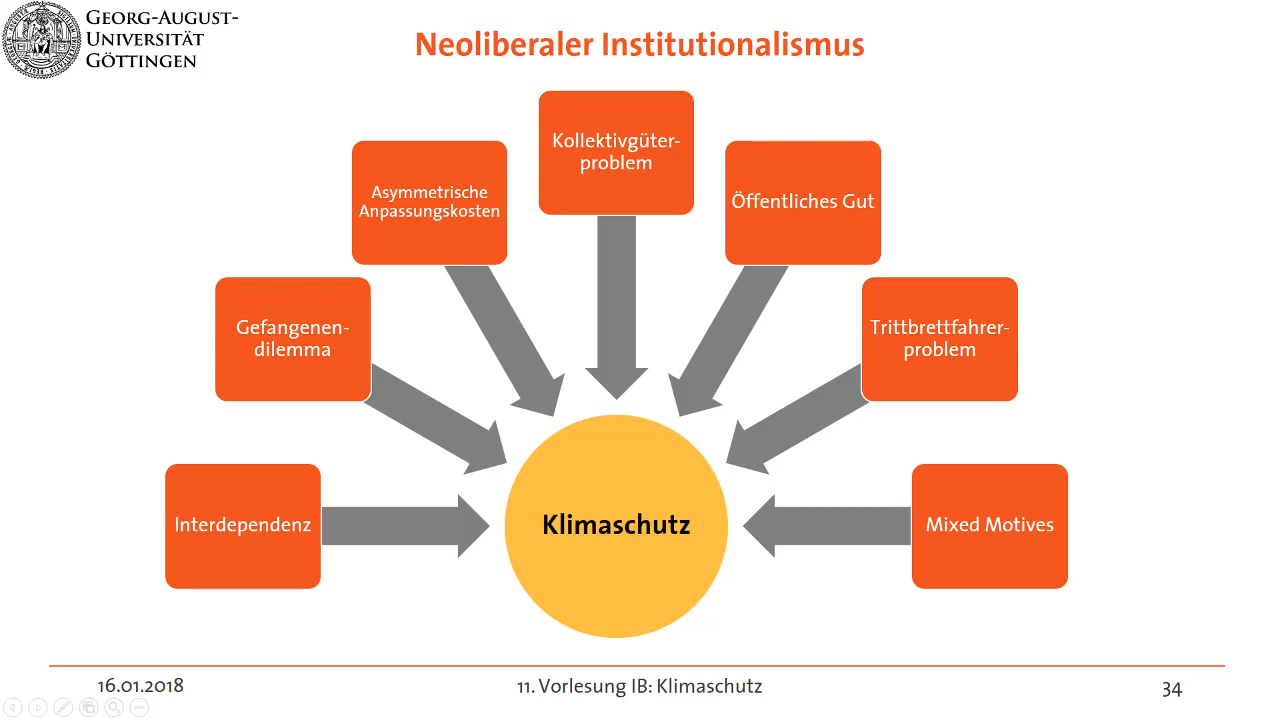 GEORG-AUGUST-
UNIVERSITÄT
GÖTTINGEN
Neoliberaler Institutionalismus
Kollektivgüter-
problem
Asymmetrische
Anpassungskosten
Öffentliches Gut
Gefangenen-
dilemma
Trittbrettfahrer-
problem
Interdependenz
Klimaschutz
Mixed Motives
16.01.2018
11. Vorlesung IB: Klimaschutz
34